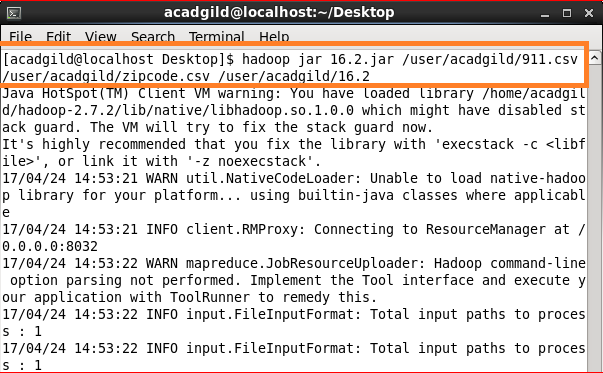 acadgild@localhost:~/Desktop
File Edit View Search Terminal Help
[acadgild@localhost Desktop]$ hadoop jar 16.2.jar /user/acadgild/911.csv
/user/acadgild/zipcode.csv /user/acadgild/16.2
Java HotSpot(TM) Client VM warning: You have loaded library /home/acadgil
d/hadoop-2.7.2/lib/native/libhadoop.so.1.0.0 which might have disabled st
ack guard. The VM will try to fix the stack guard now.
It's highly recommended that you fix the library with 'execstack -c <libf
ile>', or link it with '-z noexecstack'.
17/04/24 14:53:21 WARN util.NativeCodeLoader: Unable to load native-hadoo
p library for your platform... using builtin-java classes where applicabl
e
17/04/24 14:53:21 INFO client.RMProxy: Connecting to ResourceManager at /
0.0.0.0:8032
17/04/24 14:53:22 WARN mapreduce.JobResourceUploader: Hadoop command-line
 option parsing not performed. Implement the Tool interface and execute y
our application with ToolRunner to remedy this.
17/04/24 14:53:22 INFO input.FileInputFormat: Total input paths to proces
s : 1
17/04/24 14:53:22 INFO input.FileInputFormat: Total input paths to proces
s : 1